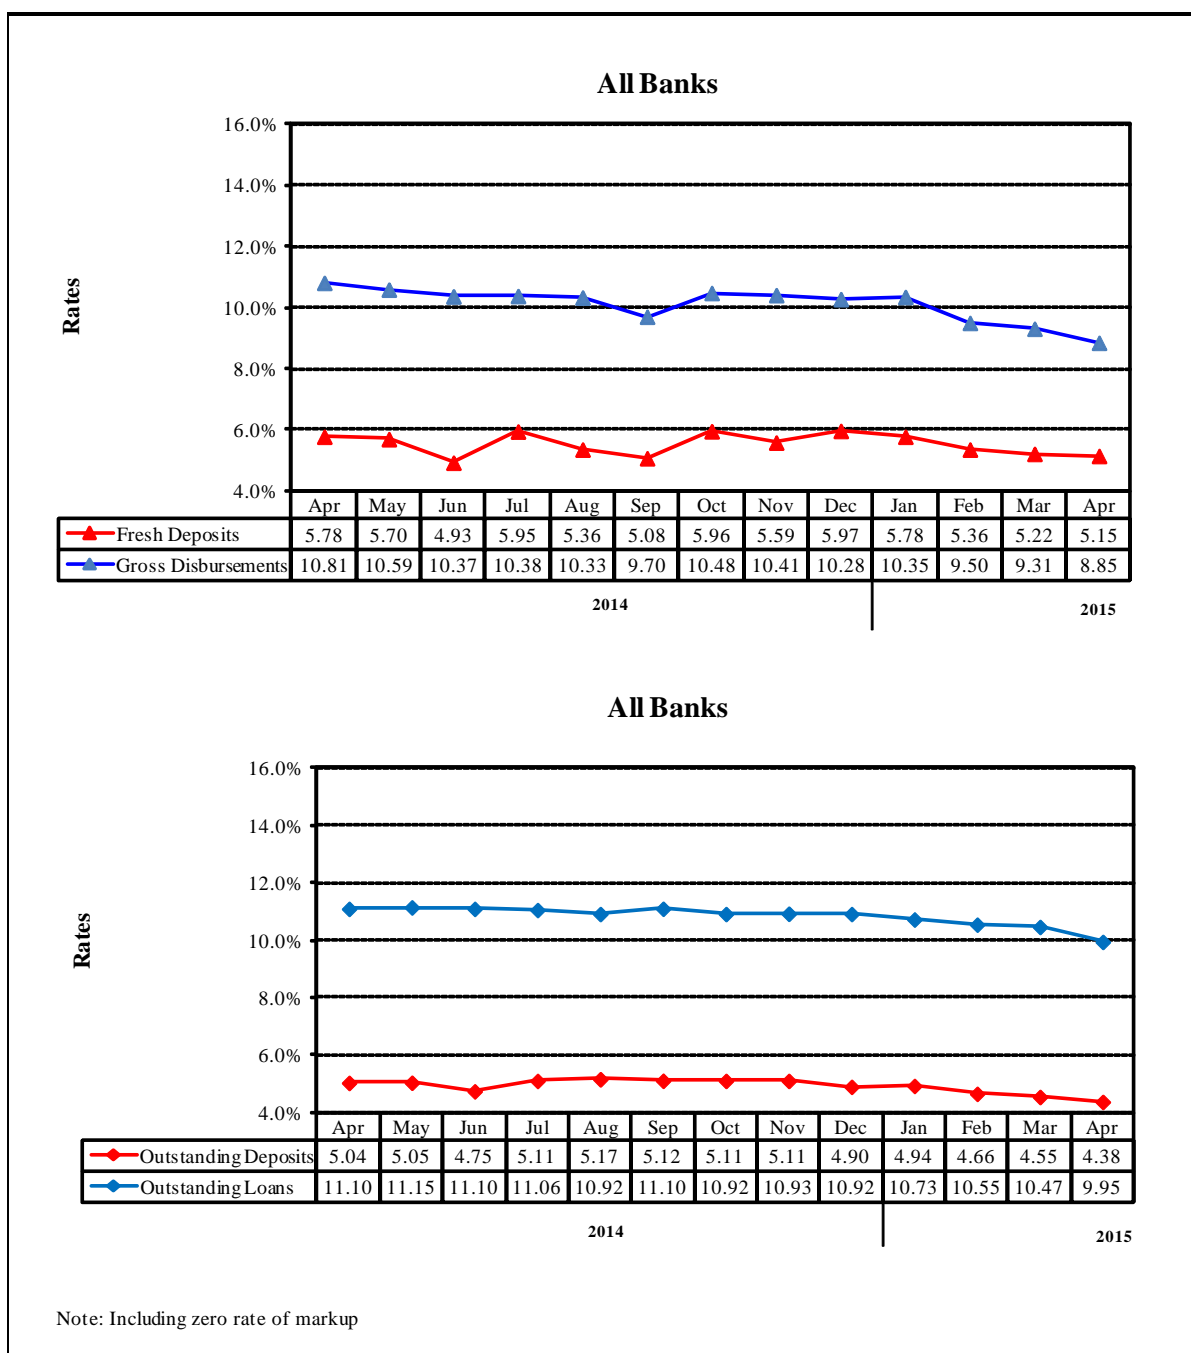 All Banks
16.0%
14.0%
12.0%
10.0%
8.0%
6.0%
4.0%
Rates
Apr May Jun Jul Aug Sep Oct Nov Dec Jan Feb Mar Apr
Fresh Deposits 5.78 5.70 4.93 5.95 5.36 5.08 5.96 5.59 5.97 5.78 5.36 5.22 5.15
Gross Disbursements 10.81 10.59 10.37 10.38 10.33 9.70 10.48 10.41 10.28 10.35 9.50 9.31 8.85
2014 2015
All Banks
16.0%
14.0%
12.0%
10.0%
8.0%
6.0%
4.0%
Rates
Apr May Jun Jul Aug Sep Oct Nov Dec Jan Feb Mar Apr
Outstanding Deposits 5.04 5.05 4.75 5.11 5.17 5.12 5.11 5.11 4.90 4.94 4.66 4.55 4.38
Outstanding Loans 11.10 11.15 11.10 11.06 10.92 11.10 10.92 10.93 10.92 10.73 10.55 10.47 9.95
2014 2015
Note: Including zero rate of markup